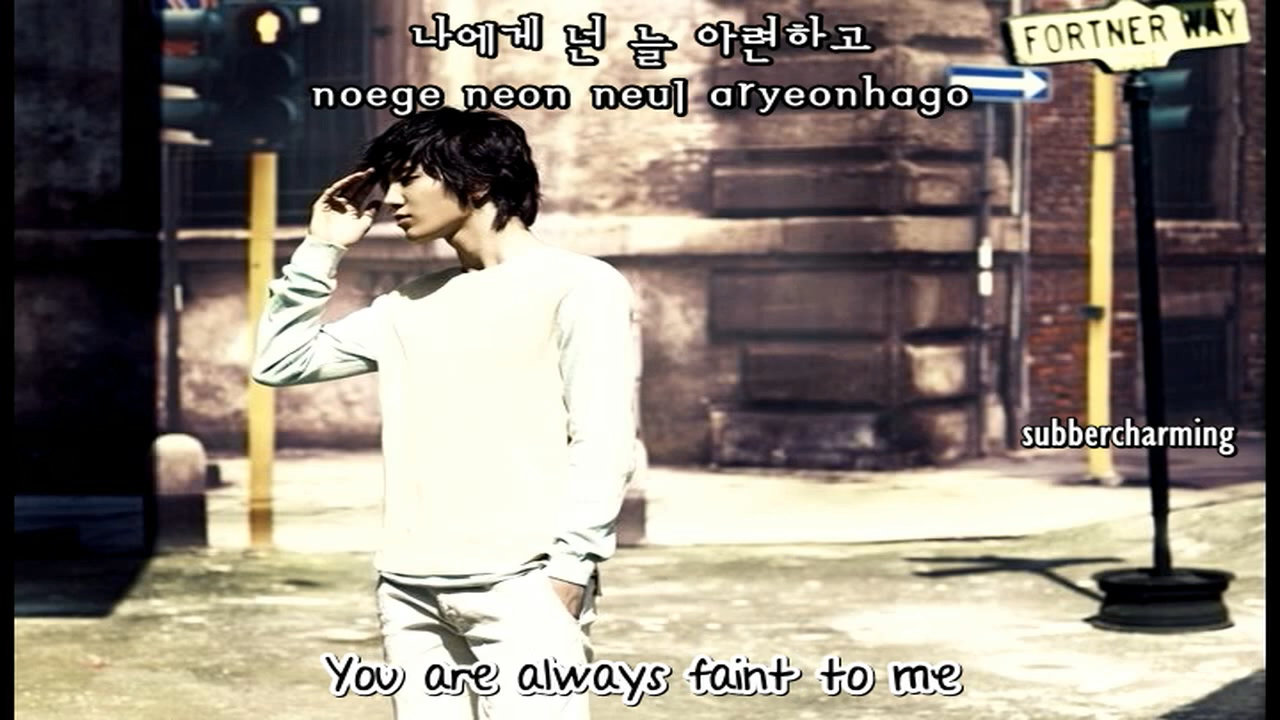 나에게 넌 늘 아련하고
FORTNER WAY
noege neon neul aryeonhago
subbercharming
You are always faint to me